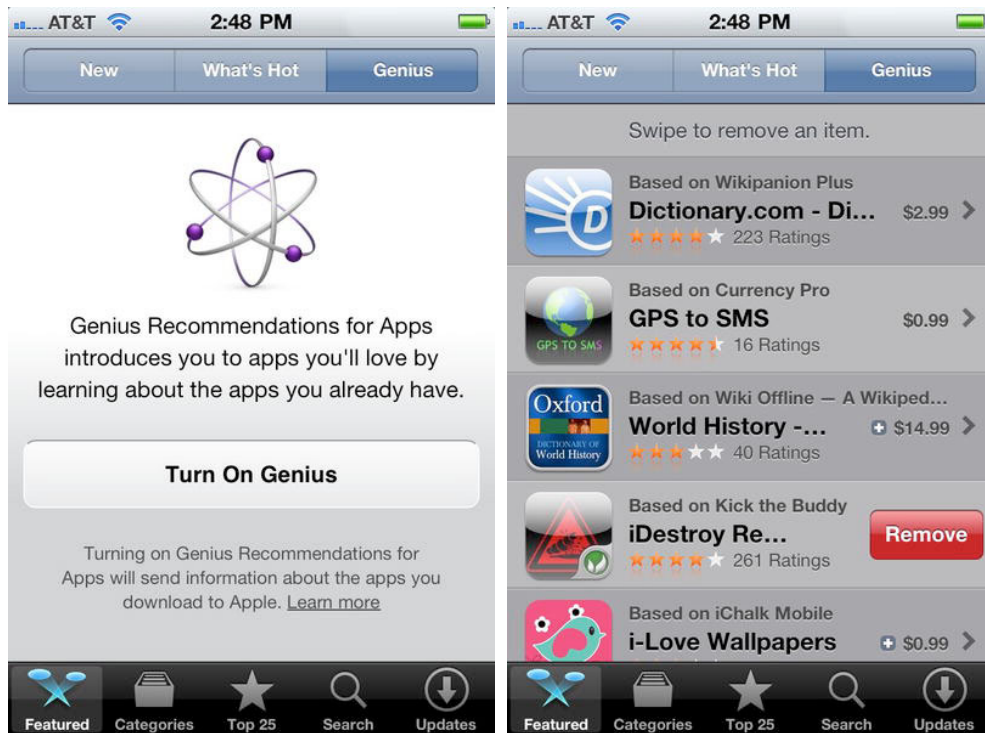 AT&T 2:48 PM
New What's Hot Genius
Genius Recommendations for Apps
introduces you to apps you'll love by
learning about the apps you already have.
Turn On Genius
Turning on Genius Recommendations for
Apps will send information about the apps you
download to Apple. Learn more
Featured Categories Top 25 Search Updates
AT&T 2:48 PM
New What's Hot Genius
Swipe to remove an item.
Based on Wikipanion Plus
D
Dictionary.com - Di... $2.99
223 Ratings
Based on Currency Pro
GPS TO SMS
GPS to SMS $0.99
16 Ratings
Based on Wiki Offline — A Wikiped...
Oxford
DICTIONARY OF
World History
World History -... $14.99
40 Ratings
Based on Kick the Buddy
iDestroy Re... Remove
261 Ratings
Based on iChalk Mobile
i-Love Wallpapers $0.99
Featured Categories Top 25 Search Updates